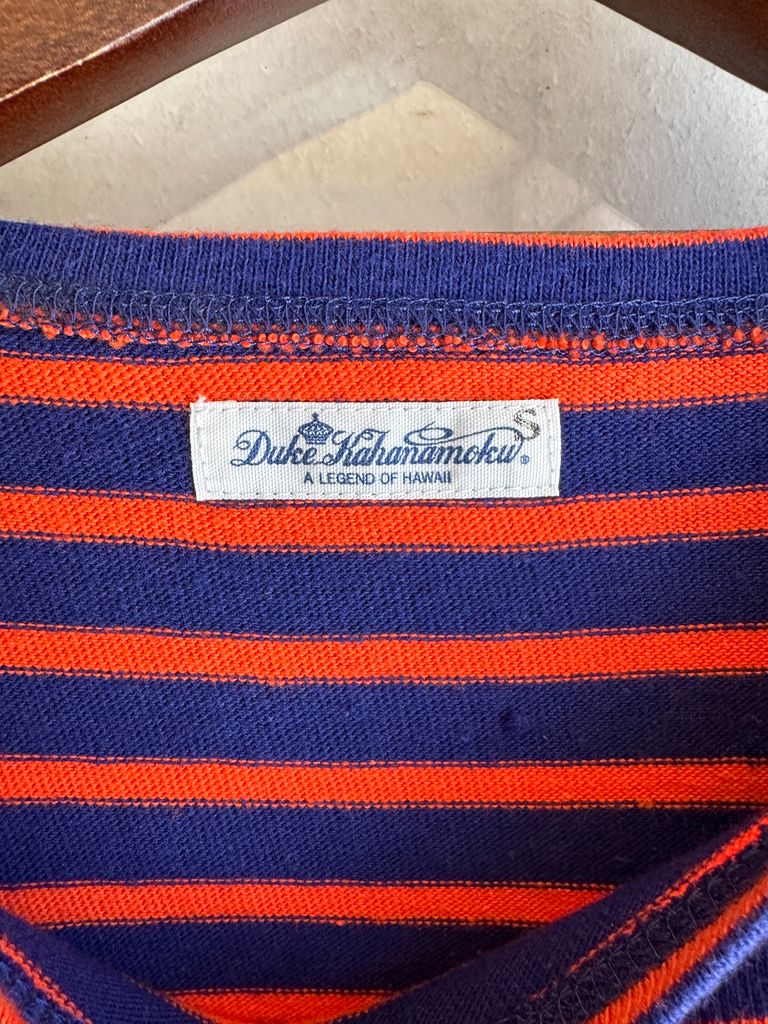 Duke Kahanamoku®
S
A LEGEND OF HAWAII